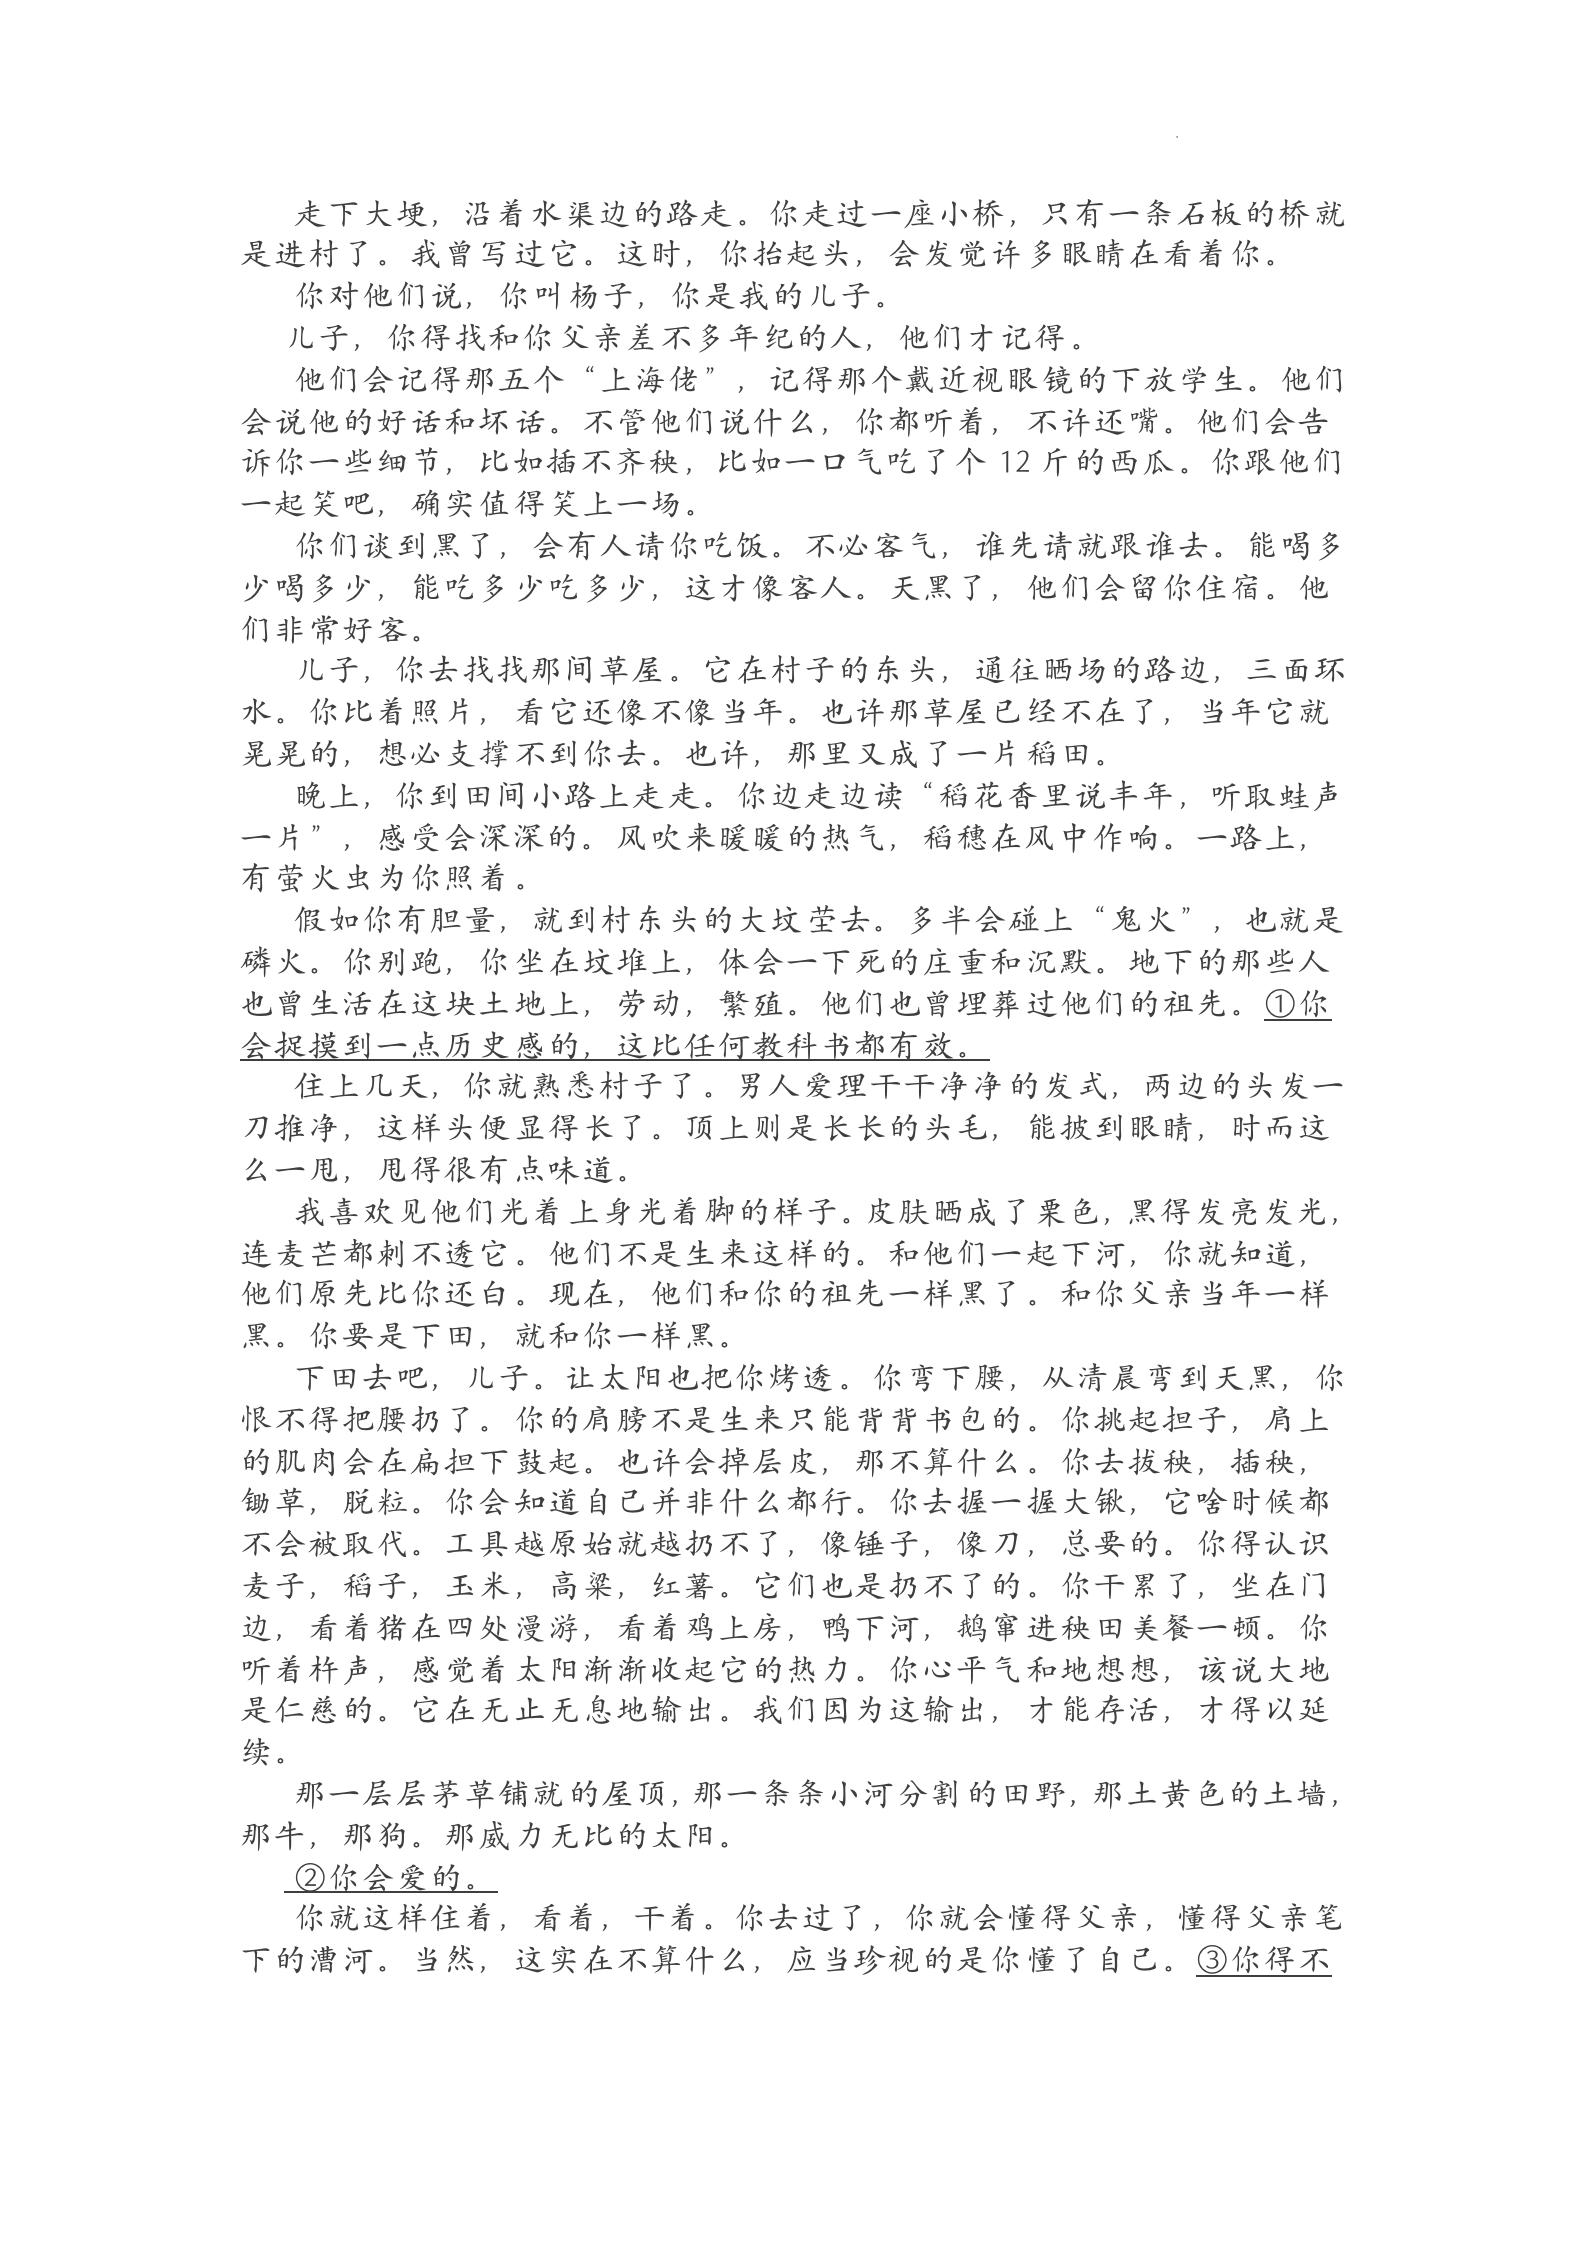 走下大埂，沿着水渠边的路走。你走过一座小桥，只有一条石板的桥就
是进村了。我曾写过它。这时，你抬起头，会发觉许多眼睛在看着你。
你对他们说，你叫杨子，你是我的儿子。
儿子，你得找和你父亲差不多年纪的人，他们才记得。
他们会记得那五个“上海佬”，记得那个戴近视眼镜的下放学生。他们
会说他的好话和坏话。不管他们说什么，你都听着，不许还嘴。他们会告
诉你一些细节，比如插不齐秧，比如一口气吃了个 12 斤的西瓜。你跟他们
一起笑吧，确实值得笑上一场。
你们谈到黑了，会有人请你吃饭。不必客气，谁先请就跟谁去。能喝多
少喝多少，能吃多少吃多少，这才像客人。天黑了，他们会留你住宿。他
们非常好客。
儿子，你去找找那间草屋。它在村子的东头，通往晒场的路边，三面环
水。你比着照片，看它还像不像当年。也许那草屋已经不在了，当年它就
晃晃的，想必支撑不到你去。也许，那里又成了一片稻田。
晚上，你到田间小路上走走。你边走边读“稻花香里说丰年，听取蛙声
一片”，感受会深深的。风吹来暖暖的热气，稻穗在风中作响。一路上，
有萤火虫为你照着。
假如你有胆量，就到村东头的大坟茔去。多半会碰上“鬼火”，也就是
磷火。你别跑，你坐在坟堆上，体会一下死的庄重和沉默。地下的那些人
也曾生活在这块土地上，劳动，繁殖。他们也曾埋葬过他们的祖先。①你
会捉摸到一点历史感的，这比任何教科书都有效。
住上几天，你就熟悉村子了。男人爱理干干净净的发式，两边的头发一
刀推净，这样头便显得长了。顶上则是长长的头毛，能披到眼睛，时而这
么一甩，甩得很有点味道。
我喜欢见他们光着上身光着脚的样子。皮肤晒成了栗色，黑得发亮发光，
连麦芒都刺不透它。他们不是生来这样的。和他们一起下河，你就知道，
他们原先比你还白。现在，他们和你的祖先一样黑了。和你父亲当年一样
黑。你要是下田，就和你一样黑。
下田去吧，儿子。让太阳也把你烤透。你弯下腰，从清晨弯到天黑，你
恨不得把腰扔了。你的肩膀不是生来只能背背书包的。你挑起担子，肩上
的肌肉会在扁担下鼓起。也许会掉层皮，那不算什么。你去拔秧，插秧，
锄草，脱粒。你会知道自己并非什么都行。你去握一握大锹，它啥时候都
不会被取代。工具越原始就越扔不了，像锤子，像刀，总要的。你得认识
麦子，稻子，玉米，高粱，红薯。它们也是扔不了的。你干累了，坐在门
边，看着猪在四处漫游，看着鸡上房，鸭下河，鹅窜进秧田美餐一顿。你
听着杵声，感觉着太阳渐渐收起它的热力。你心平气和地想想，该说大地
是仁慈的。它在无止无息地输出。我们因为这输出，才能存活，才得以延
续。
那一层层茅草铺就的屋顶，那一条条小河分割的田野，那土黄色的土墙，
那牛，那狗。那威力无比的太阳。
②你会爱的。
你就这样住着，看着，干着。你去过了，你就会懂得父亲，懂得父亲笔
下的漕河。当然，这实在不算什么，应当珍视的是你懂了自己。③你得不